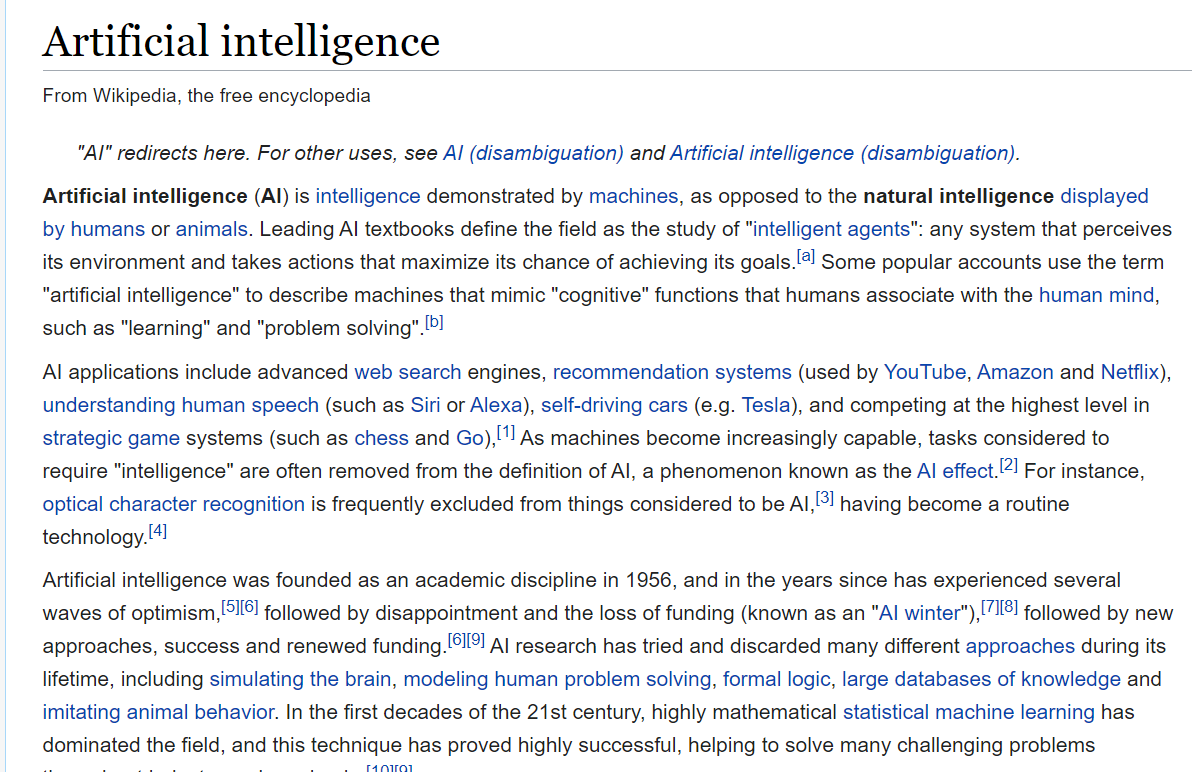 Artificial intelligence
From Wikipedia, the free encyclopedia
"AI" redirects here. For other uses, see AI (disambiguation) and Artificial intelligence (disambiguation).
Artificial intelligence (AI) is intelligence demonstrated by machines, as opposed to the natural intelligence displayed
by humans or animals. Leading AI textbooks define the field as the study of "intelligent agents": any system that perceives
its environment and takes actions that maximize its chance of achieving its goals.[a] Some popular accounts use the term
"artificial intelligence" to describe machines that mimic "cognitive" functions that humans associate with the human mind,
such as "learning" and "problem solving".[b]
AI applications include advanced web search engines, recommendation systems (used by YouTube, Amazon and Netflix),
understanding human speech (such as Siri or Alexa), self-driving cars (e.g. Tesla), and competing at the highest level in
strategic game systems (such as chess and Go),[1] As machines become increasingly capable, tasks considered to
require "intelligence" are often removed from the definition of AI, a phenomenon known as the AI effect.[2] For instance,
optical character recognition is frequently excluded from things considered to be AI,[3] having become a routine
technology.[4]
Artificial intelligence was founded as an academic discipline in 1956, and in the years since has experienced several
waves of optimism,[5][6] followed by disappointment and the loss of funding (known as an "AI winter"),[7][8] followed by new
approaches, success and renewed funding.[6][9] AI research has tried and discarded many different approaches during its
lifetime, including simulating the brain, modeling human problem solving, formal logic, large databases of knowledge and
imitating animal behavior. In the first decades of the 21st century, highly mathematical statistical machine learning has
dominated the field, and this technique has proved highly successful, helping to solve many challenging problems
[10][9]